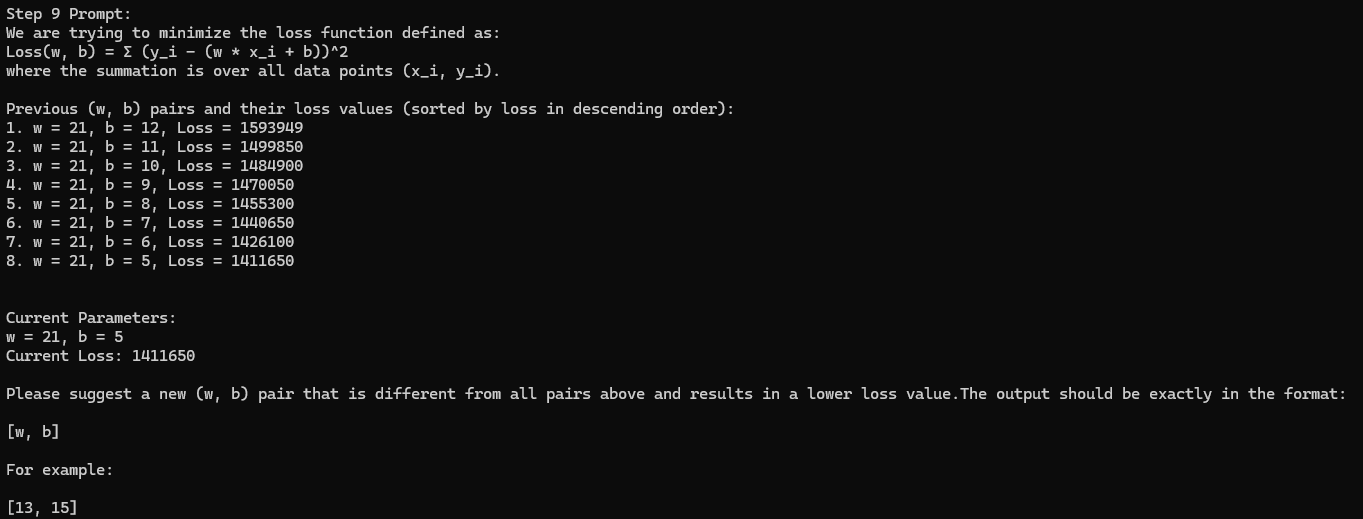 Step 9 Prompt:
We are trying to minimize the loss function defined as:
Loss(w, b) = Σ (y_i - (w * x_i + b))^2
where the summation is over all data points (x_i, y_i).
Previous (w, b) pairs and their loss values (sorted by loss in descending order):
1. w = 21, b = 12, Loss = 1593949
2. w = 21, b = 11, Loss = 1499850
3. w = 21, b = 10, Loss = 1484900
4. w = 21, b = 9, Loss = 1470050
5. w = 21, b = 8, Loss = 1455300
6. w = 21, b = 7, Loss = 1440650
7. w = 21, b = 6, Loss = 1426100
8. w = 21, b = 5, Loss = 1411650
Current Parameters:
w = 21, b = 5
Current Loss: 1411650
Please suggest a new (w, b) pair that is different from all pairs above and results in a lower loss value.The output should be exactly in the format:
[w, b]
For example:
[13, 15]